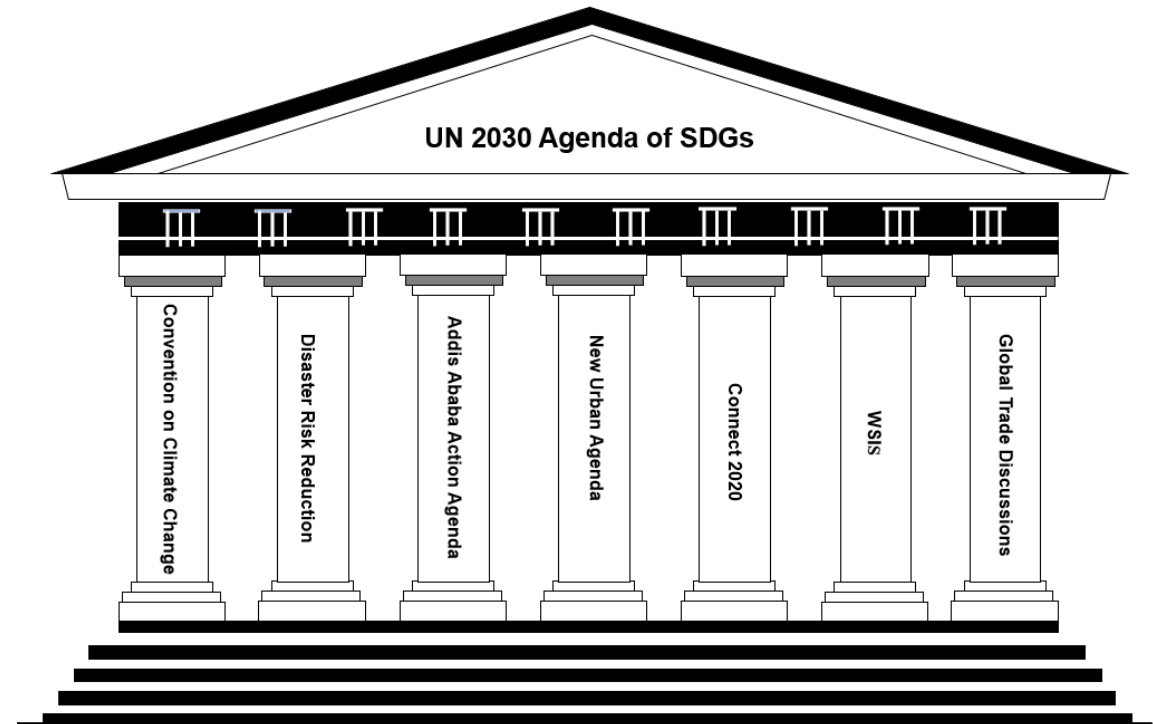 UN 2030 Agenda of SDGs
Convention on Climate Change
Disaster Risk Reduction
Addis Ababa Action Agenda
New Urban Agenda
Connect 2020
WSIS
Global Trade Discussions